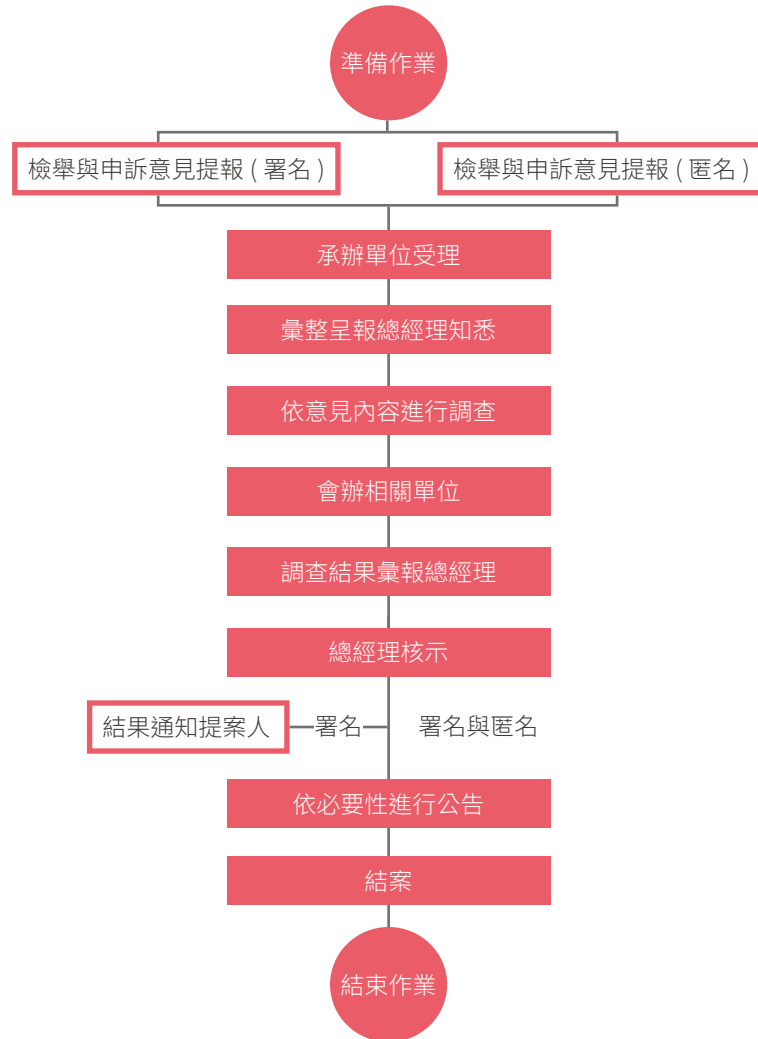 準備作業
檢舉與申訴意見提報 ( 署名 )
檢舉與申訴意見提報 ( 匿名 )
承辦單位受理
彙整呈報總經理知悉
依意見內容進行調查
會辦相關單位
調查結果彙報總經理
總經理核示
結果通知提案人
署名
署名與匿名
依必要性進行公告
結案
結束作業